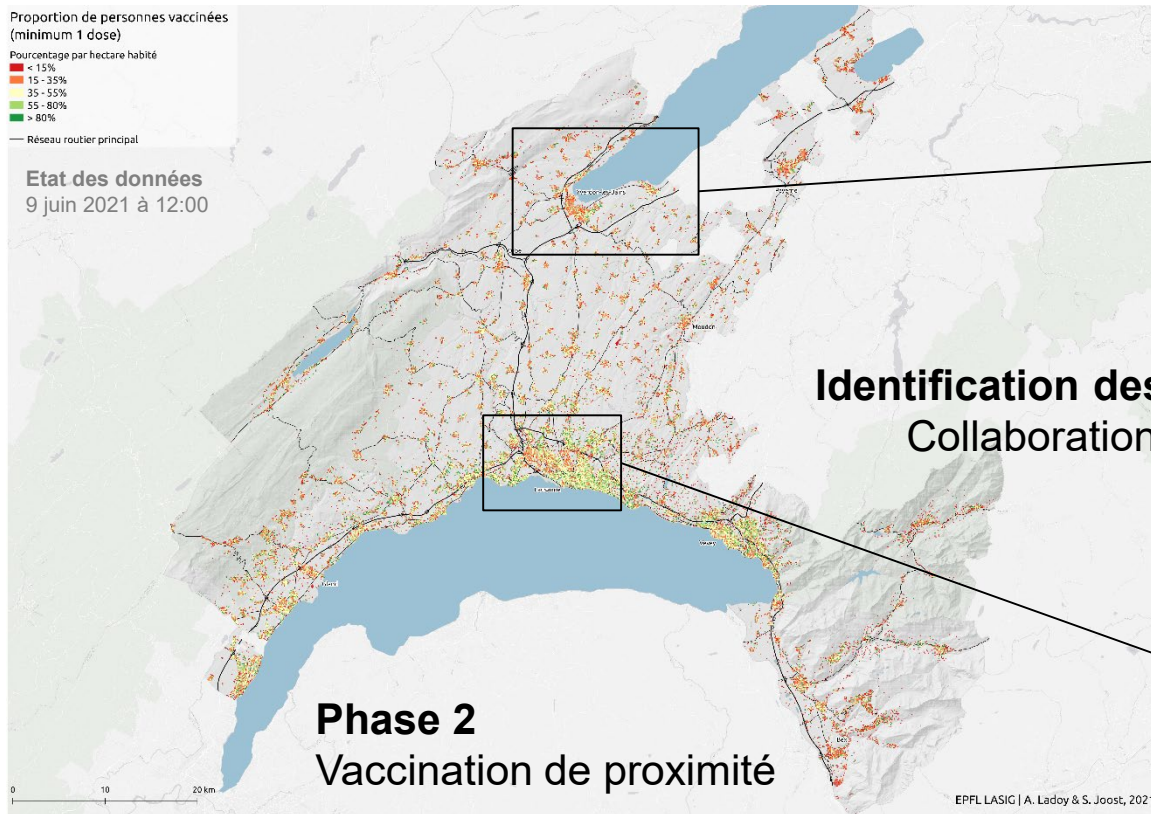 Proportion de personnes vaccinées
(minimum 1 dose)
Pourcentage par hectare habité
< 15%
15 - 35%
35 - 55%
55 - 80%
> 80%
Réseau routier principal
Etat des données
9 juin 2021 à 12:00
Yverdon-les-Bains
Moudon
Identification des
Collaboration
Lausanne
Vevey
Bex
Phase 2
Vaccination de proximité
0
10
20 km
EPFL LASIG | A. Ladoy & S. Joost, 2021